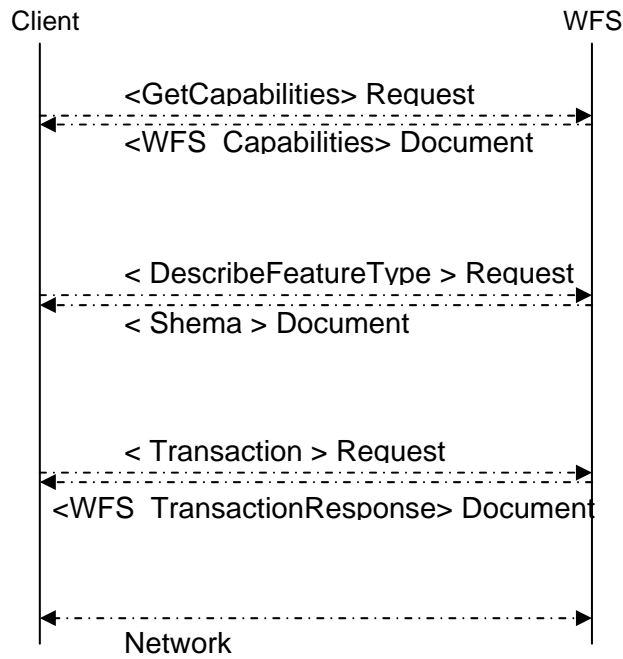 Client WFS
<GetCapabilities> Request
<WFS_Capabilities> Document
< DescribeFeatureType > Request
< Shema > Document
< Transaction > Request
<WFS_TransactionResponse> Document
Network